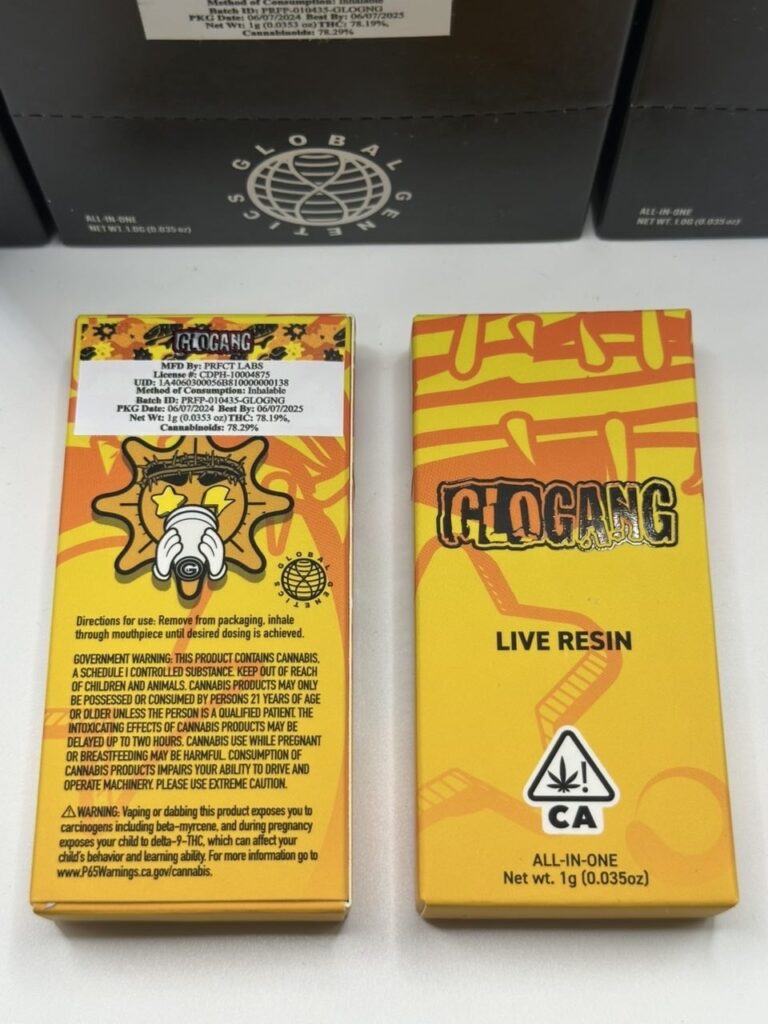 Method of Consumption: Inhalable
Batch ID: PRFP-010435-GLOGNG
PKG Date: 06/07/2024 Best By: 06/07/2025
Net Wt: 1g (0.0353 oz) THC: 78.19%,
Cannabinoids: 78.29%
GLOBAL GENETICS
ALL-IN-ONE
NET WT. 1.0G (0.035 oz)
ALL-IN-ONE
NET WT. 1.0G (0.035 oz)
GLOGANG
MFD By: PRFCT LABS
License #: CDPH-10004875
UID: 1A4060300056B81000000138
Method of Consumption: Inhalable
Batch ID: PRFP-010435-GLOGNG
PKG Date: 06/07/2024 Best By: 06/07/2025
Net Wt: 1g (0.0353 oz) THC: 78.19%,
Cannabinoids: 78.29%
GLOBAL GENETICS
Directions for use: Remove from packaging, inhale
through mouthpiece until desired dosing is achieved.
GOVERNMENT WARNING: THIS PRODUCT CONTAINS CANNABIS,
A SCHEDULE I CONTROLLED SUBSTANCE. KEEP OUT OF REACH
OF CHILDREN AND ANIMALS. CANNABIS PRODUCTS MAY ONLY
BE POSSESSED OR CONSUMED BY PERSONS 21 YEARS OF AGE
OR OLDER UNLESS THE PERSON IS A QUALIFIED PATIENT. THE
INTOXICATING EFFECTS OF CANNABIS PRODUCTS MAY BE
DELAYED UP TO TWO HOURS. CANNABIS USE WHILE PREGNANT
OR BREASTFEEDING MAY BE HARMFUL. CONSUMPTION OF
CANNABIS PRODUCTS IMPAIRS YOUR ABILITY TO DRIVE AND
OPERATE MACHINERY. PLEASE USE EXTREME CAUTION.
⚠WARNING: Vaping or dabbing this product exposes you to
carcinogens including beta-myrcene, and during pregnancy
exposes your child to delta-9-THC, which can affect your
child's behavior and learning ability. For more information go to
www.P65Warnings.ca.gov/cannabis.
GLOGANG
LIVE RESIN
!
CA
ALL-IN-ONE
Net wt. 1g (0.035oz)